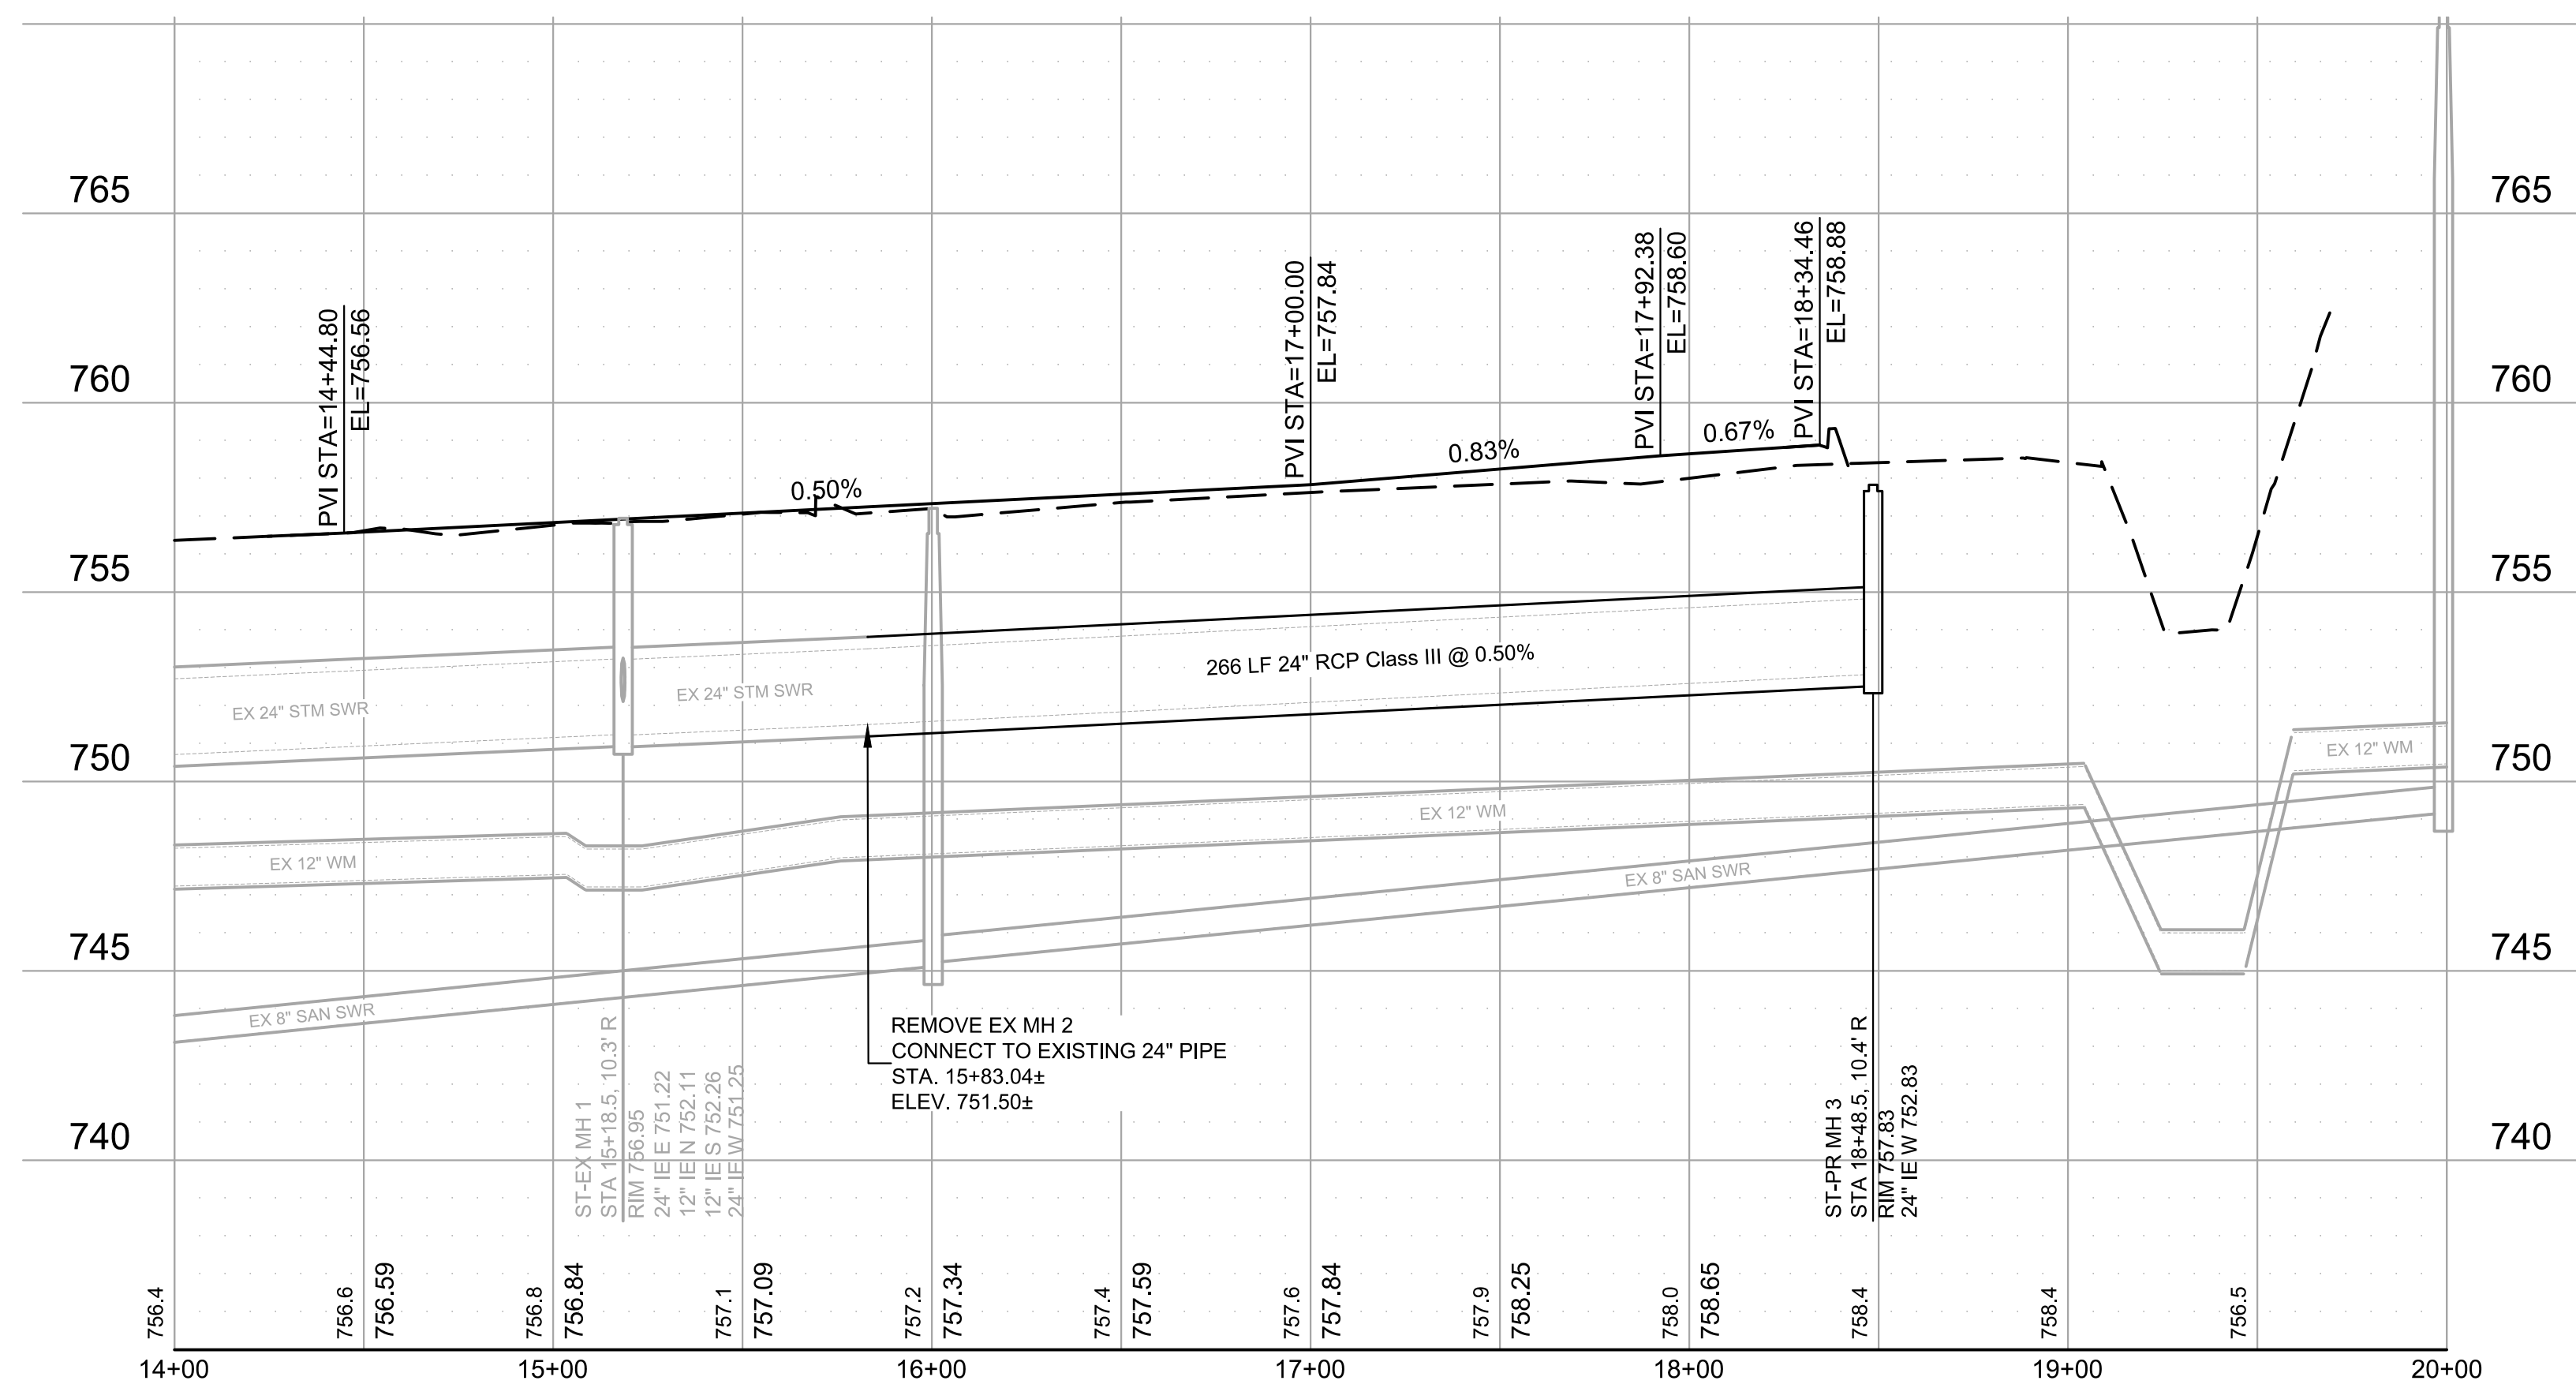 765
765
760
760
755
755
750
750
745
745
740
740
PVI STA=14+44.80
EL=756.56
PVI STA=17+00.00
EL=757.84
PVI STA=17+92.38
EL=758.60
PVI STA=18+34.46
EL=758.88
0.50%
0.83%
0.67%
266 LF 24" RCP Class III @ 0.50%
EX 24" STM SWR
EX 24" STM SWR
EX 12" WM
EX 12" WM
EX 12" WM
EX 8" SAN SWR
EX 8" SAN SWR
REMOVE EX MH 2
CONNECT TO EXISTING 24" PIPE
STA. 15+83.04±
ELEV. 751.50±
ST-EX MH 1
STA 15+18.5, 10.3' R
RIM 756.95
24" IE E 751.22
12" IE N 752.11
12" IE S 752.26
24" IE W 751.25
ST-PR MH 3
STA 18+48.5, 10.4' R
RIM 757.83
24" IE W 752.83
756.4
756.6
756.59
756.8
756.84
757.1
757.09
757.2
757.34
757.4
757.59
757.6
757.84
757.9
758.25
758.0
758.65
758.4
758.4
756.5
14+00
15+00
16+00
17+00
18+00
19+00
20+00